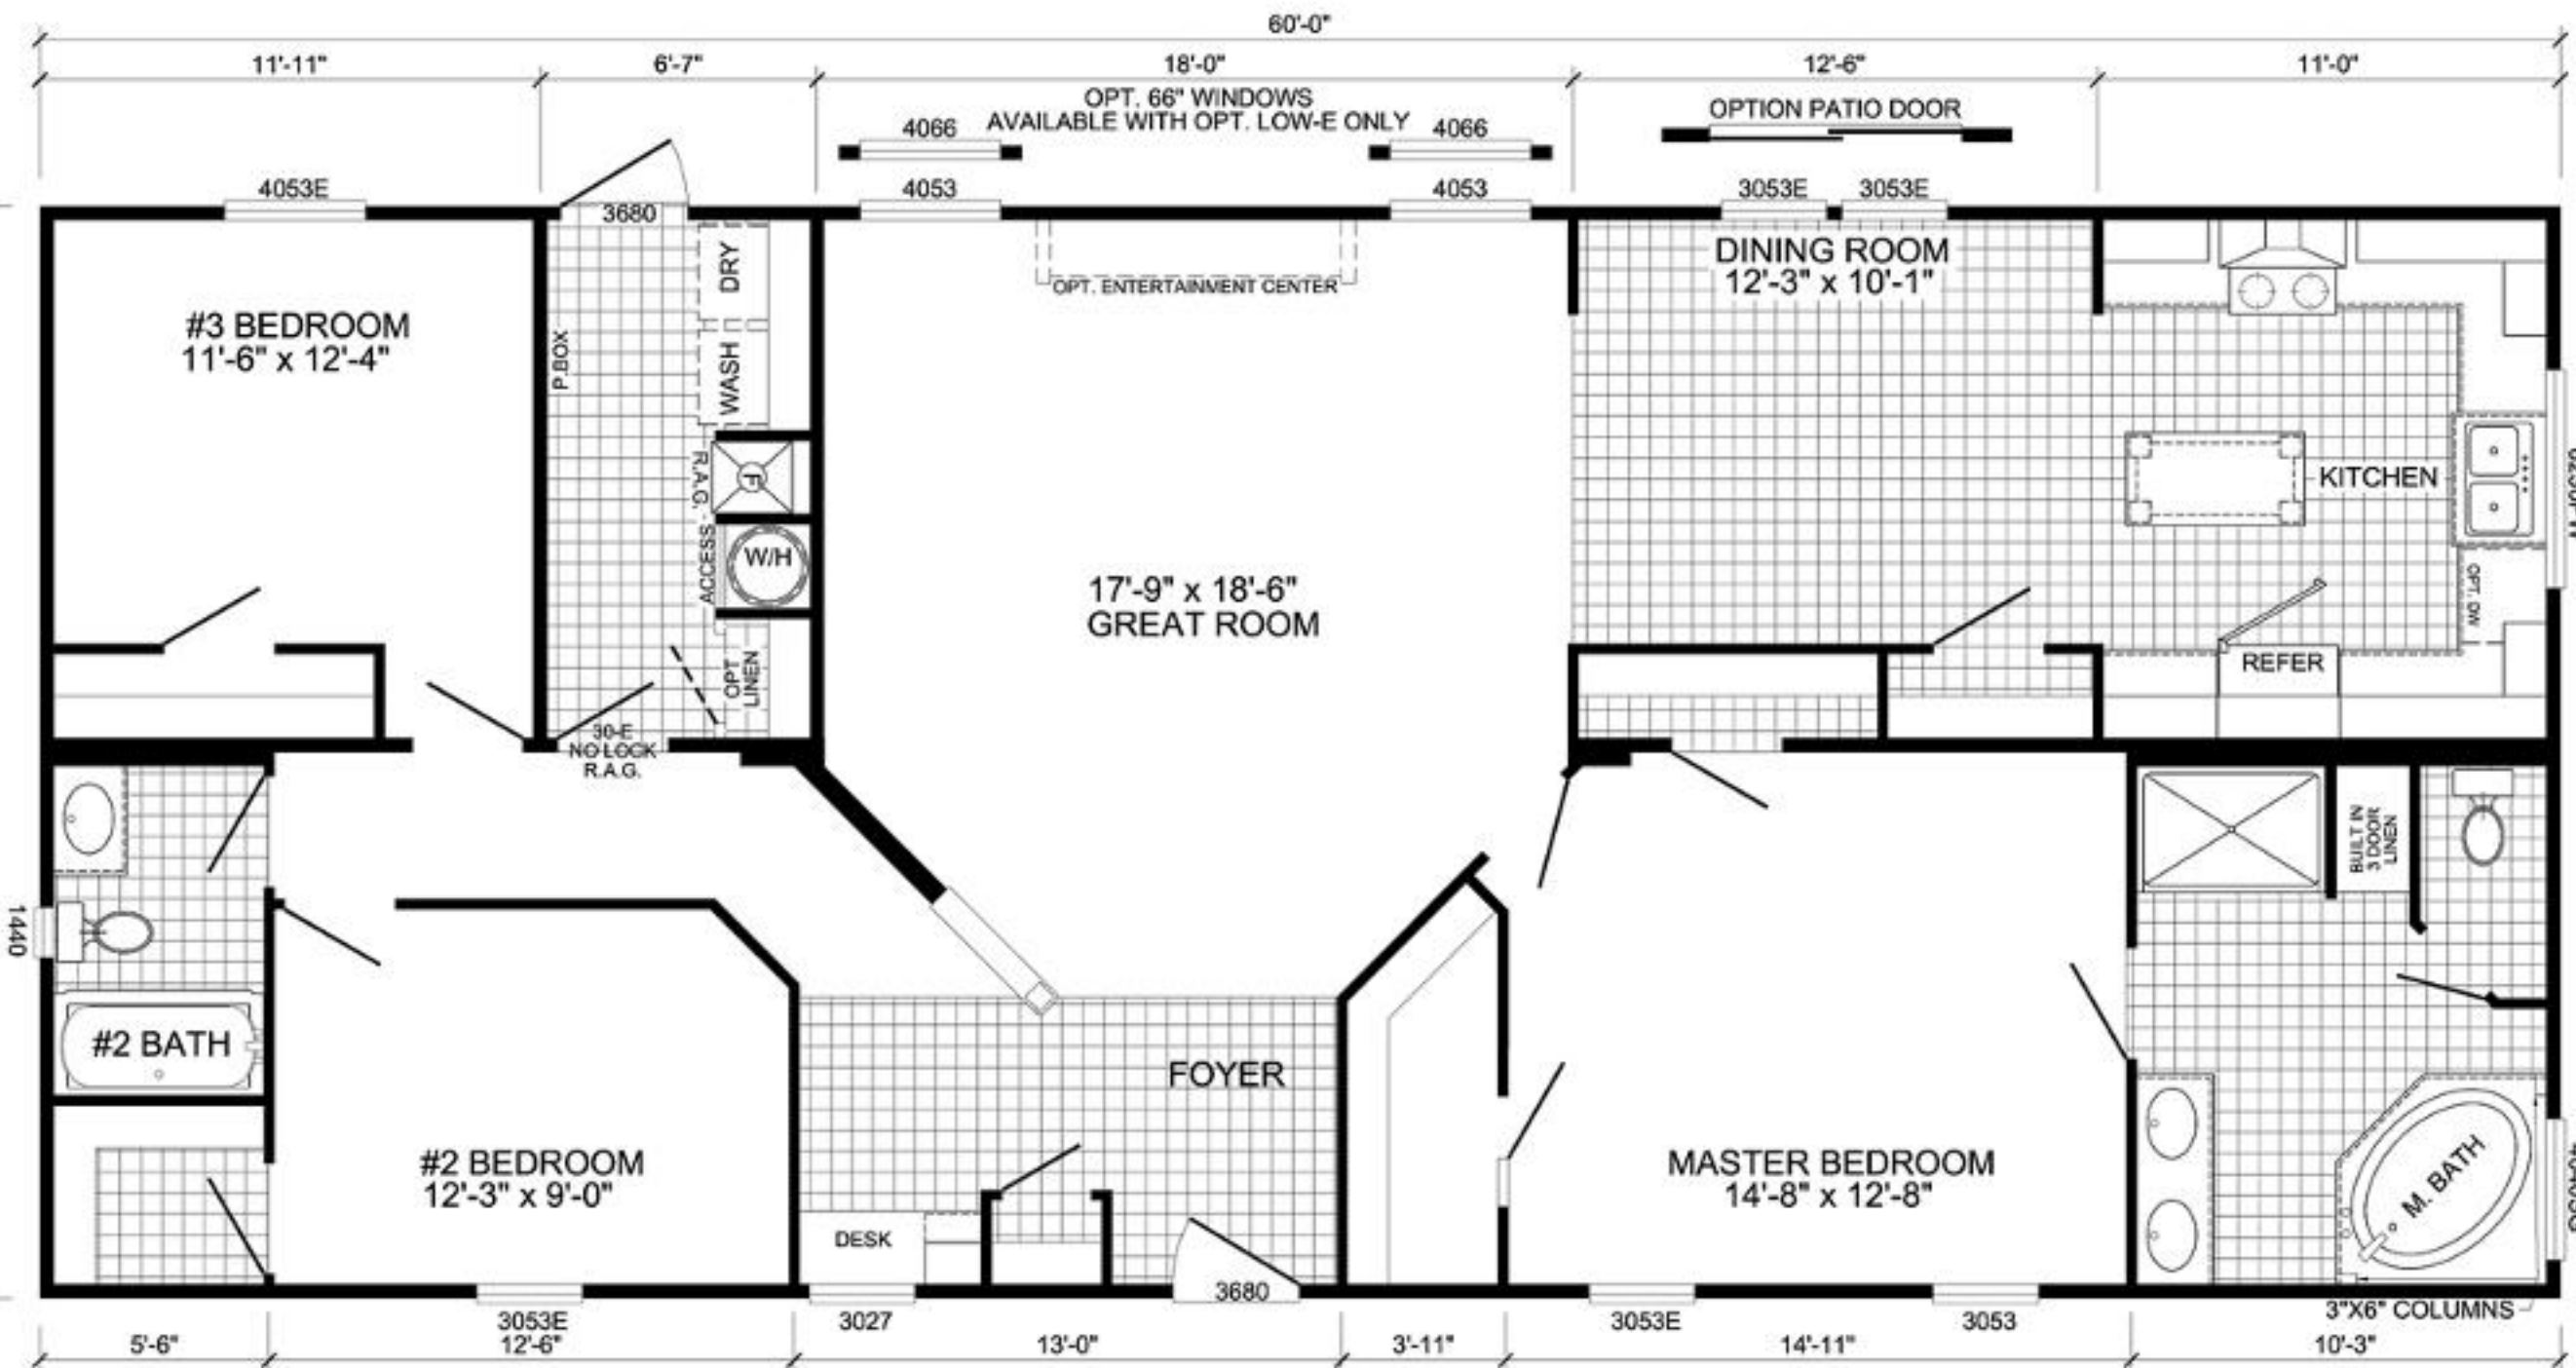 60'-0"
11'-11"
6'-7"
18'-0"
12'-6"
11'-0"
OPT. 66" WINDOWS
AVAILABLE WITH OPT. LOW-E ONLY
4066
4066
OPTION PATIO DOOR
4053E
3680
4053
4053
3053E
3053E
DRY
WASH
P.BOX
OPT. ENTERTAINMENT CENTER
DINING ROOM
12'-3" x 10'-1"
#3 BEDROOM
11'-6" x 12'-4"
R.A.G. - ACCESS
F
W/H
KITCHEN
17'-9" x 18'-6"
GREAT ROOM
OPT. DW
REFER
OPT
LINEN
30-E
NO LOCK
R.A.G.
BUILT IN
3 DOOR
LINEN
1440
#2 BATH
FOYER
#2 BEDROOM
12'-3" x 9'-0"
MASTER BEDROOM
14'-8" x 12'-8"
M. BATH
DESK
3680
3"X6" COLUMNS
3053E
3027
3053E
3053
5'-6"
12'-6"
13'-0"
3'-11"
14'-11"
10'-3"